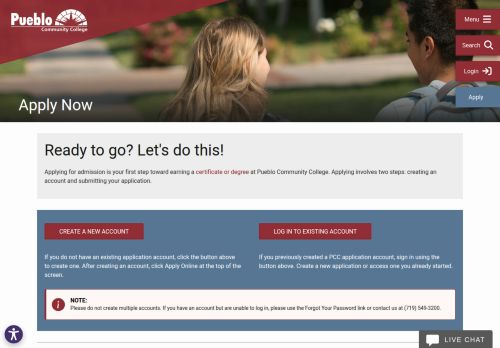 Pueblo
Community College
Menu
Search
Login
Apply
Apply Now
Ready to go? Let's do this!
Applying for admission is your first step toward earning a certificate or degree at Pueblo Community College. Applying involves two steps: creating an
account and submitting your application.
CREATE A NEW ACCOUNT
LOG IN TO EXISTING ACCOUNT
If you do not have an existing application account, click the button above
to create one. After creating an account, click Apply Online at the top of the
screen.
If you previously created a PCC application account, sign in using the
button above. Create a new application or access one you already started.
NOTE:
Please do not create multiple accounts. If you have an account but are unable to log in, please use the Forgot Your Password link or contact us at (719) 549-3200.
LIVE CHAT